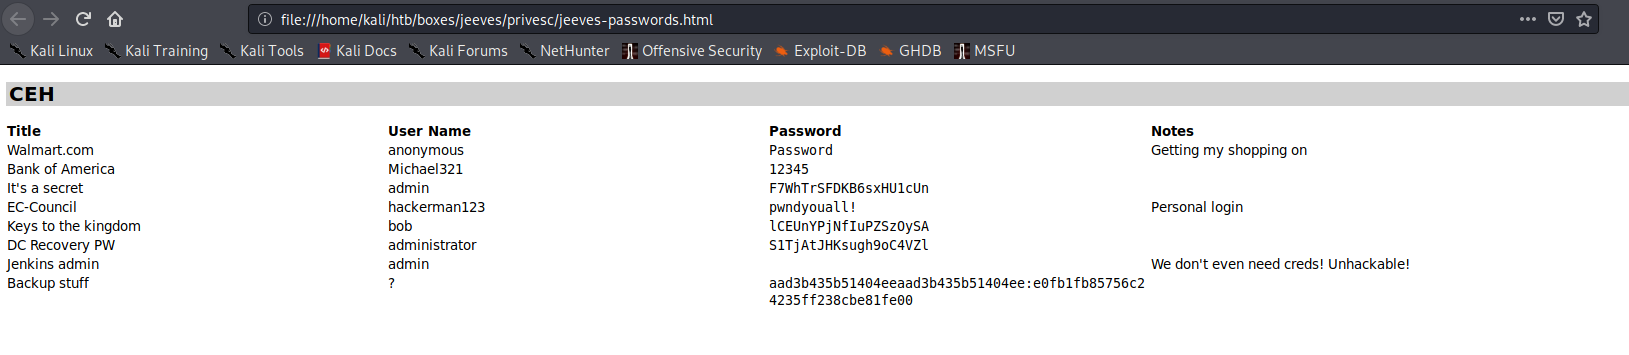 file:///home/kali/htb/boxes/jeeves/privesc/jeeves-passwords.html
Kali Linux Kali Training Kali Tools Kali Docs Kali Forums NetHunter Offensive Security Exploit-DB GHDB MSFU
CEH
Title User Name Password Notes
Walmart.com anonymous Password Getting my shopping on
Bank of America Michael321 12345
It's a secret admin F7WhTrSFDKB6sxHU1cUn
EC-Council hackerman123 pwndyouall! Personal login
Keys to the kingdom bob lCEUnYPjNfIuPZSzOySA
DC Recovery PW administrator S1TjAtJHKsugh9oC4VZl
Jenkins admin admin We don't even need creds! Unhackable!
Backup stuff ? aad3b435b51404eeaad3b435b51404ee:e0fb1fb85756c2
4235ff238cbe81fe00